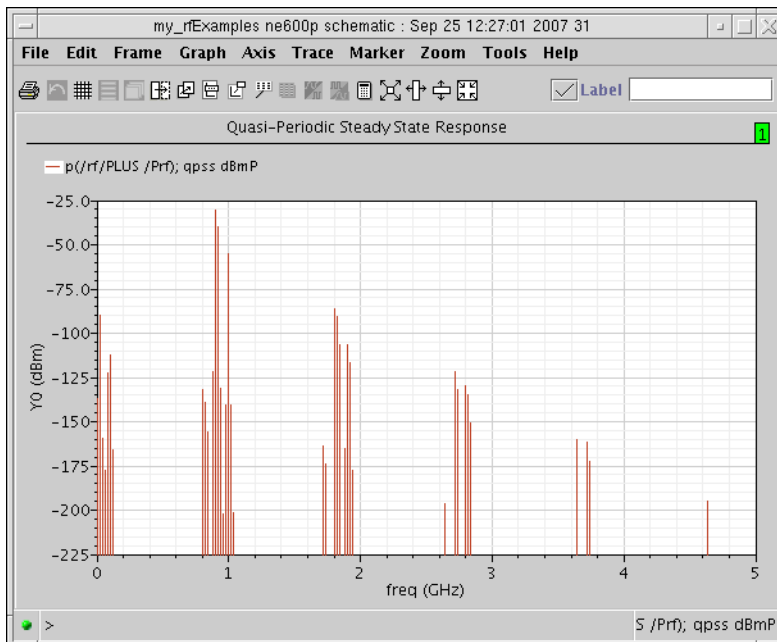 my_rfExamples ne600p schematic : Sep 25 12:27:01 2007 31
File Edit Frame Graph Axis Trace Marker Zoom Tools Help
Label
Quasi-Periodic Steady State Response
1
p(/rf/PLUS /Prf); qpss dBmP
-25.0
-50.0
-75.0
-100
-125
-150
-175
-200
-225
Y0 (dBm)
0 1 2 3 4 5
freq (GHz)
>
S /Prf); qpss dBmP